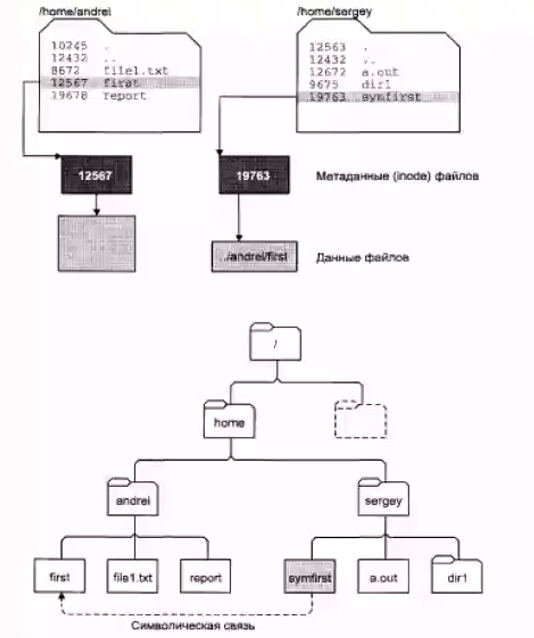 /home/andrei
/home/sergey
10245 .
12432 ..
8672 file1.txt
12567 first
19678 report
12563 .
12432 ..
12672 a.out
9675 dir1
19763 symfirst
12567
19763
Метаданные (inode) файлов
../andrei/first
Данные файлов
/
home
andrei
sergey
first
file1.txt
report
symfirst
a.out
dir1
Символическая связь